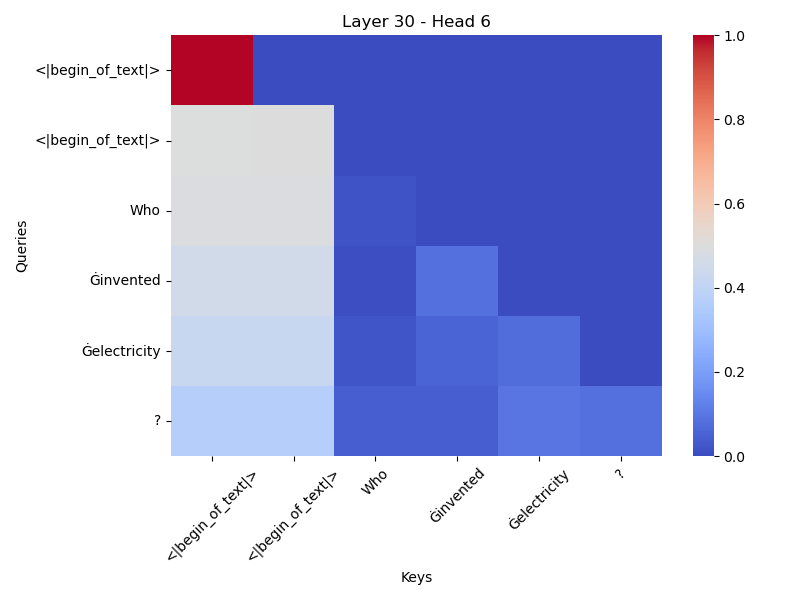 Layer 30 - Head 6
<|begin_of_text|>
<|begin_of_text|>
Who
Ġinvented
Ġelectricity
?
Queries
<|begin_of_text|>
<|begin_of_text|>
Who
Ġinvented
Ġelectricity
?
Keys
1.0
0.8
0.6
0.4
0.2
0.0